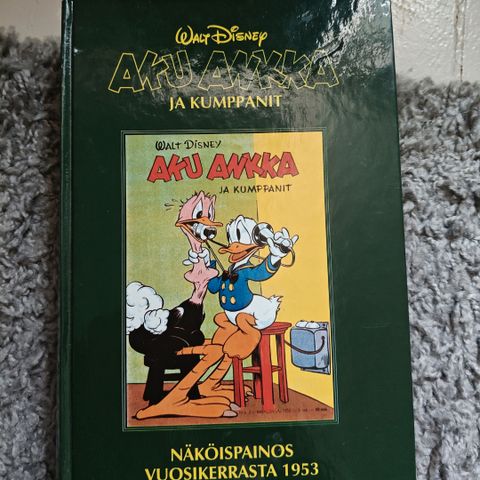 WALT DISNEY
AKU ANKKA
JA KUMPPANIT
WALT DISNEY
AKU ANKKA
JA KUMPPANIT
NÄKÖISPAINOS
VUOSIKERRASTA 1953